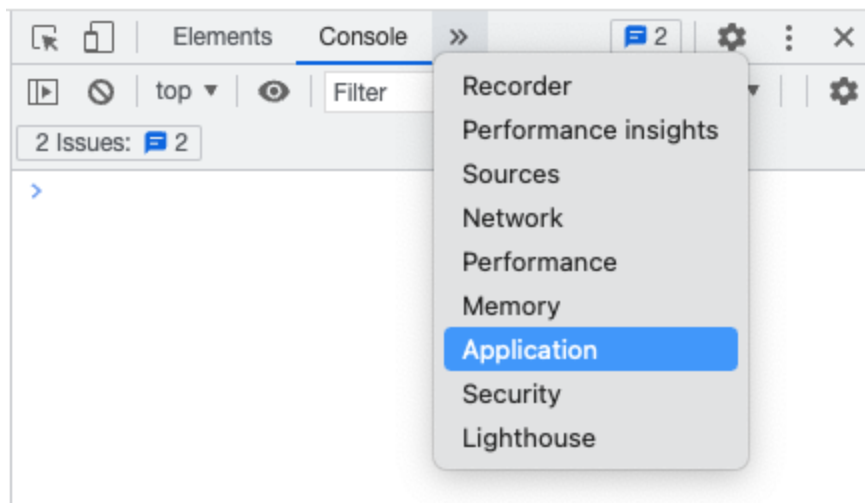 Elements Console » 2
top ▼ Filter ▼
2 Issues: 2
>
Recorder
Performance insights
Sources
Network
Performance
Memory
Application
Security
Lighthouse